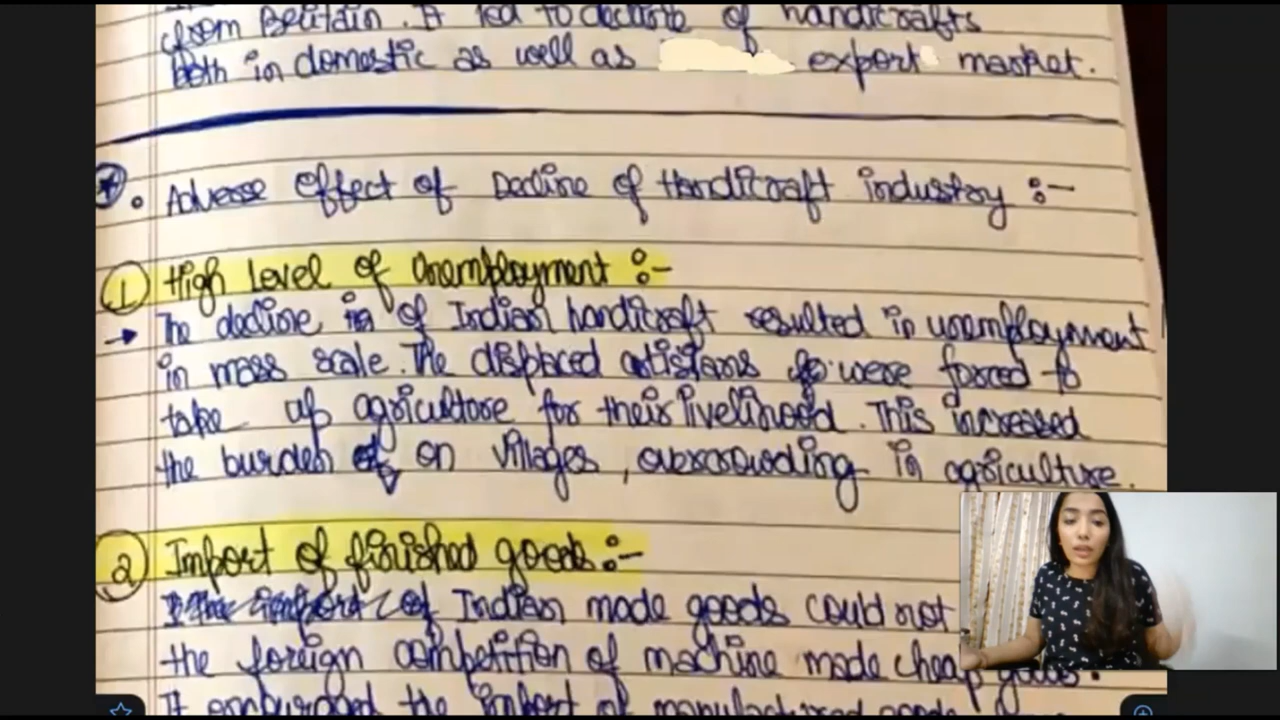 from Britain. It led to decline of handicrafts
both in domestic as well as export market.
Adverse effect of Decline of Handicraft industry :-
① High Level of Unemployment :-
→ The decline in of Indian handicraft resulted in unemployment
in mass scale. The displaced artisians were forced to
take up agriculture for their livelihood. This increased
the burden of on villages, overcrowding in agriculture.
② Import of finished goods :-
of Indian made goods could not
the foreign competition of machine made cheap goods.
It encouraged the import of manufactured goods